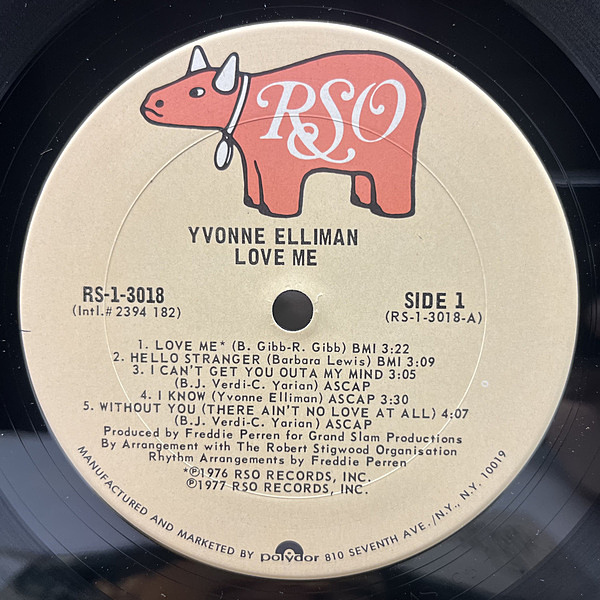 RSO
YVONNE ELLIMAN
LOVE ME
RS-1-3018
(Intl.# 2394 182)
SIDE 1
(RS-1-3018-A)
1. LOVE ME* (B. Gibb-R. Gibb) BMI 3:22
2. HELLO STRANGER (Barbara Lewis) BMI 3:09
3. I CAN'T GET YOU OUTA MY MIND 3:05
(B.J. Verdi-C. Yarian) ASCAP
4. I KNOW (Yvonne Elliman) ASCAP 3:30
5. WITHOUT YOU (THERE AIN'T NO LOVE AT ALL) 4:07
(B.J. Verdi-C. Yarian) ASCAP
Produced by Freddie Perren for Grand Slam Productions
By Arrangement with The Robert Stigwood Organisation
Rhythm Arrangements by Freddie Perren
*℗1976 RSO RECORDS, INC.
℗1977 RSO RECORDS, INC.
MANUFACTURED AND MARKETED BY polydor 810 SEVENTH AVE./N.Y., N.Y. 10019